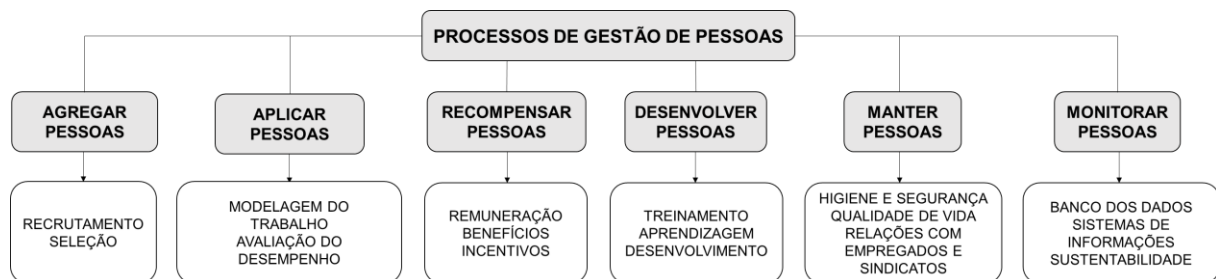 PROCESSOS DE GESTÃO DE PESSOAS
AGREGAR
PESSOAS
APLICAR
PESSOAS
RECOMPENSAR
PESSOAS
DESENVOLVER
PESSOAS
MANTER
PESSOAS
MONITORAR
PESSOAS
RECRUTAMENTO
SELEÇÃO
MODELAGEM DO
TRABALHO
AVALIAÇÃO DO
DESEMPENHO
REMUNERAÇÃO
BENEFÍCIOS
INCENTIVOS
TREINAMENTO
APRENDIZAGEM
DESENVOLVIMENTO
HIGIENE E SEGURANÇA
QUALIDADE DE VIDA
RELAÇÕES COM
EMPREGADOS E
SINDICATOS
BANCO DOS DADOS
SISTEMAS DE
INFORMAÇÕES
SUSTENTABILIDADE